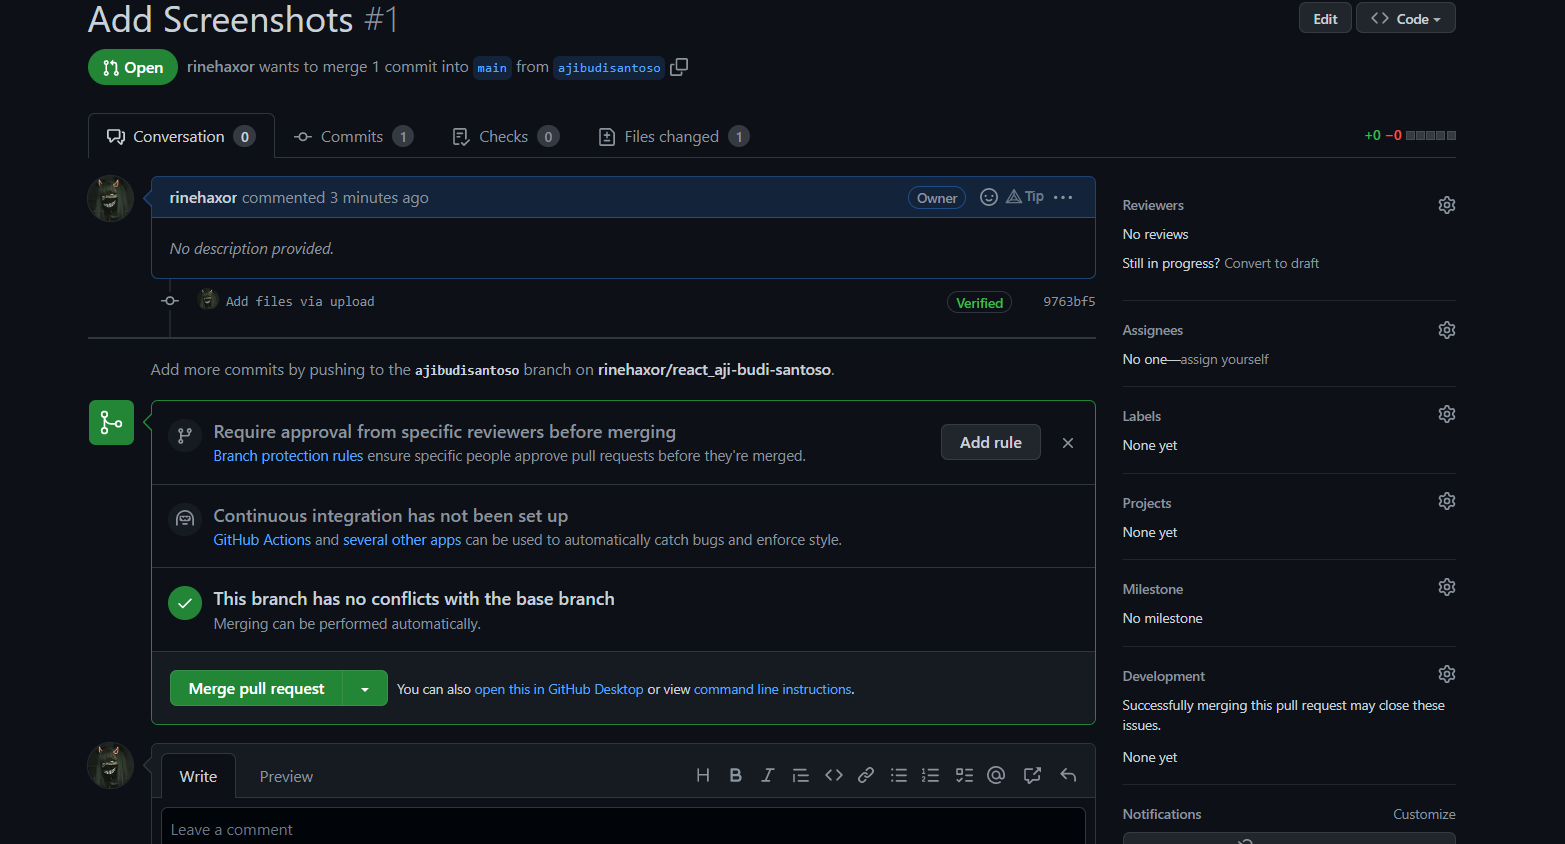 Add Screenshots #1
Edit
Code
Open
rinehaxor wants to merge 1 commit into main from ajibudisantoso
Conversation 0
Commits 1
Checks 0
Files changed 1
+0 −0
rinehaxor commented 3 minutes ago
Owner
Tip
No description provided.
Add files via upload
Verified
9763bf5
Add more commits by pushing to the ajibudisantoso branch on rinehaxor/react_aji-budi-santoso.
Require approval from specific reviewers before merging
Branch protection rules ensure specific people approve pull requests before they're merged.
Add rule
Continuous integration has not been set up
GitHub Actions and several other apps can be used to automatically catch bugs and enforce style.
This branch has no conflicts with the base branch
Merging can be performed automatically.
Merge pull request
You can also open this in GitHub Desktop or view command line instructions.
Write
Preview
Leave a comment
Reviewers
No reviews
Still in progress? Convert to draft
Assignees
No one—assign yourself
Labels
None yet
Projects
None yet
Milestone
No milestone
Development
Successfully merging this pull request may close these
issues.
None yet
Notifications
Customize